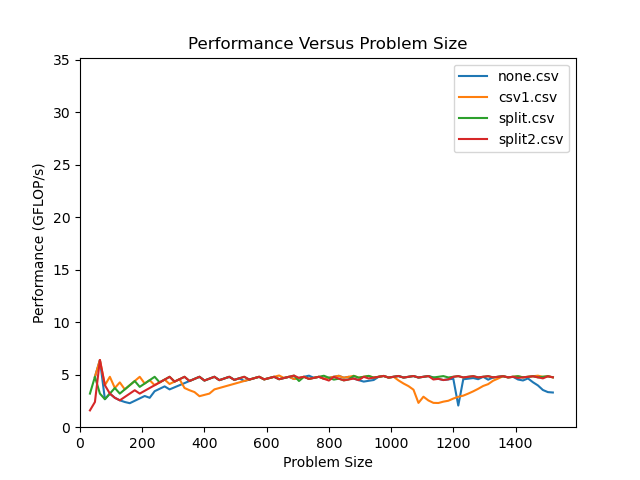 Performance Versus Problem Size
35
30
25
20
15
10
5
0
Performance (GFLOP/s)
none.csv
csv1.csv
split.csv
split2.csv
0 200 400 600 800 1000 1200 1400
Problem Size